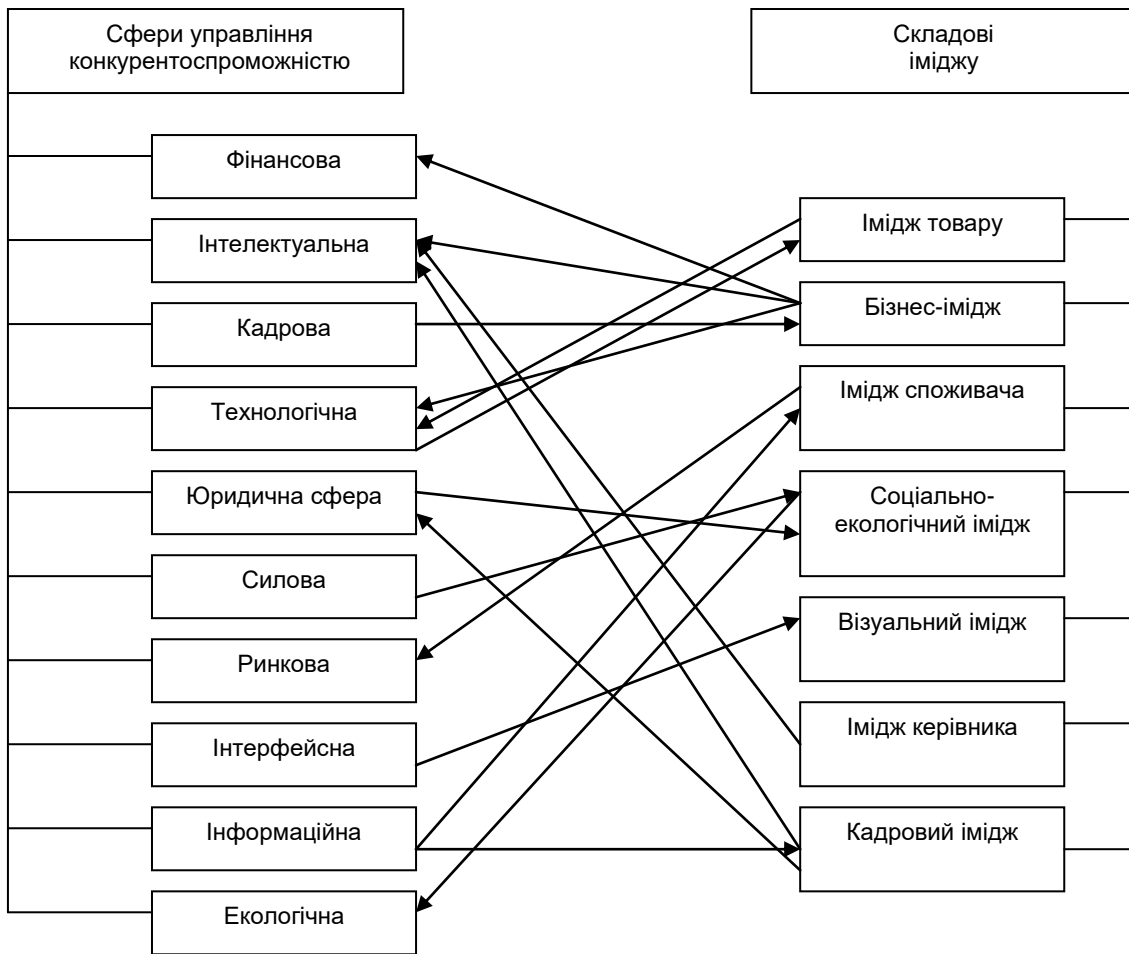 Сфери управління
конкурентоспроможністю
Складові
іміджу
Фінансова
Інтелектуальна
Кадрова
Технологічна
Юридична сфера
Силова
Ринкова
Інтерфейсна
Інформаційна
Екологічна
Імідж товару
Бізнес-імідж
Імідж споживача
Соціально-
екологічний імідж
Візуальний імідж
Імідж керівника
Кадровий імідж